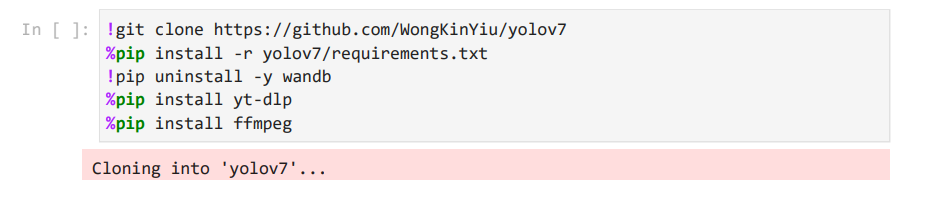 In [ ]: !git clone https://github.com/WongKinYiu/yolov7
%pip install -r yolov7/requirements.txt
!pip uninstall -y wandb
%pip install yt-dlp
%pip install ffmpeg
Cloning into 'yolov7'...